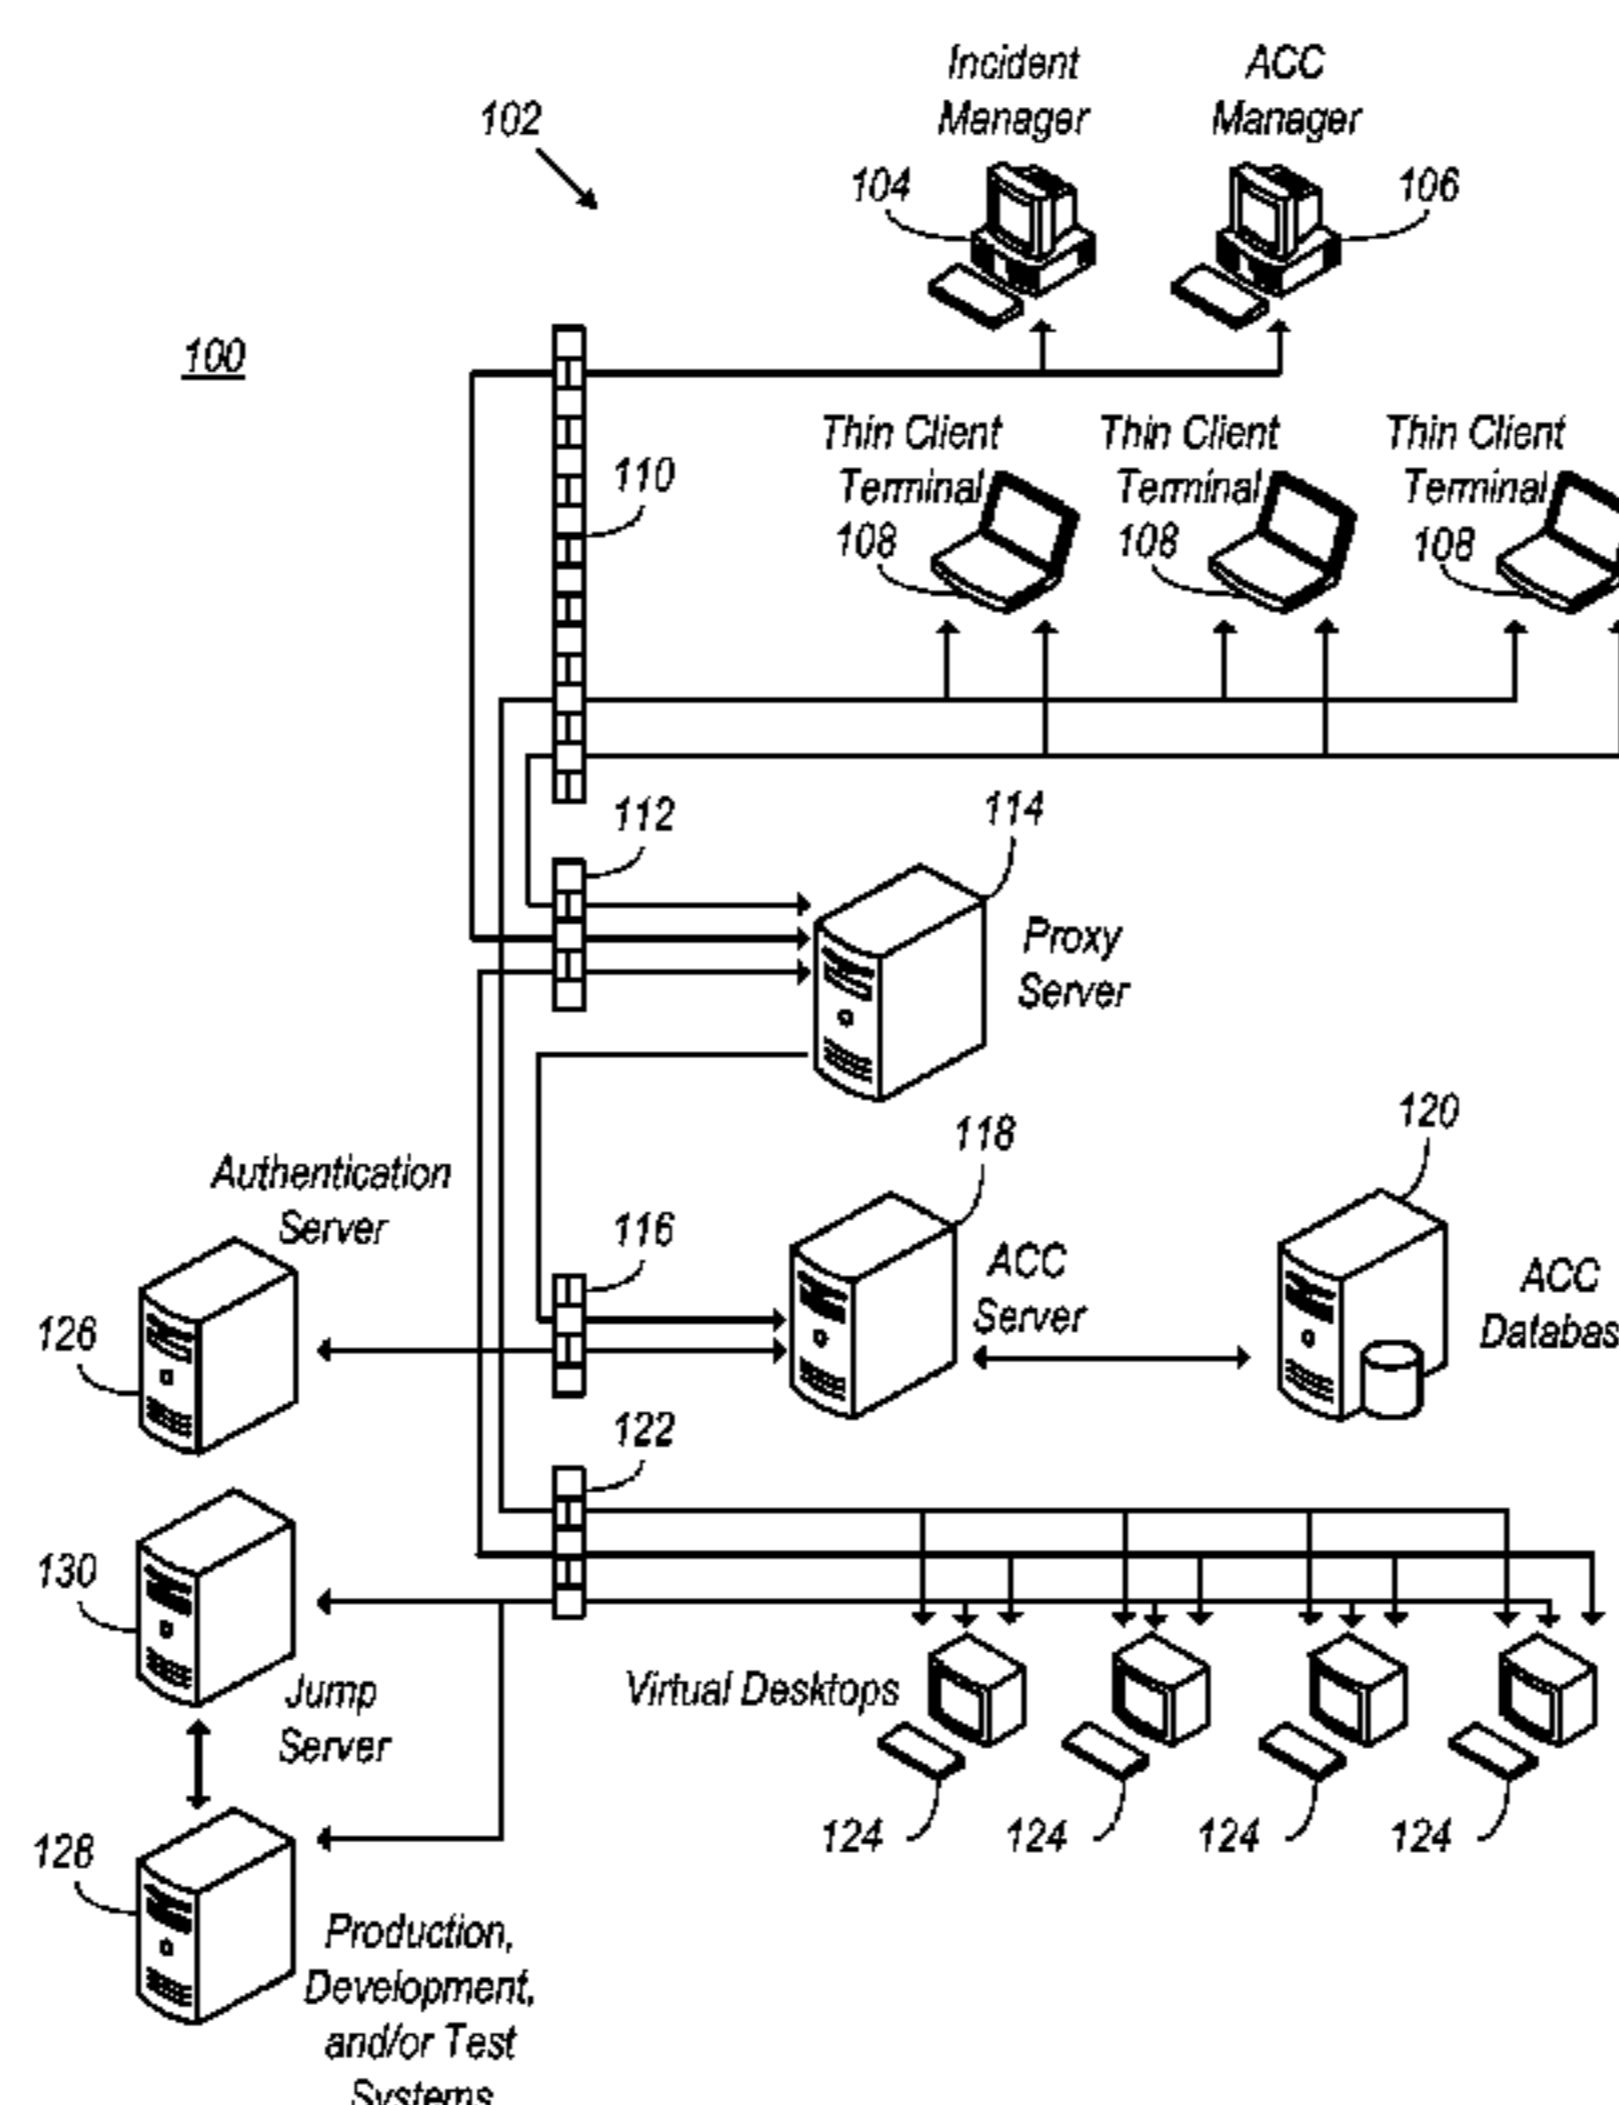 Incident
Manager
ACC
Manager
102
104
106
100
Thin Client
Terminal
108
Thin Client
Terminal
108
Thin Client
Terminal
108
110
112
114
Proxy
Server
118
120
Authentication
Server
116
ACC
Server
ACC
Databas
126
122
130
Jump
Server
Virtual Desktops
124
124
124
124
128
Production,
Development,
and/or Test
Systems